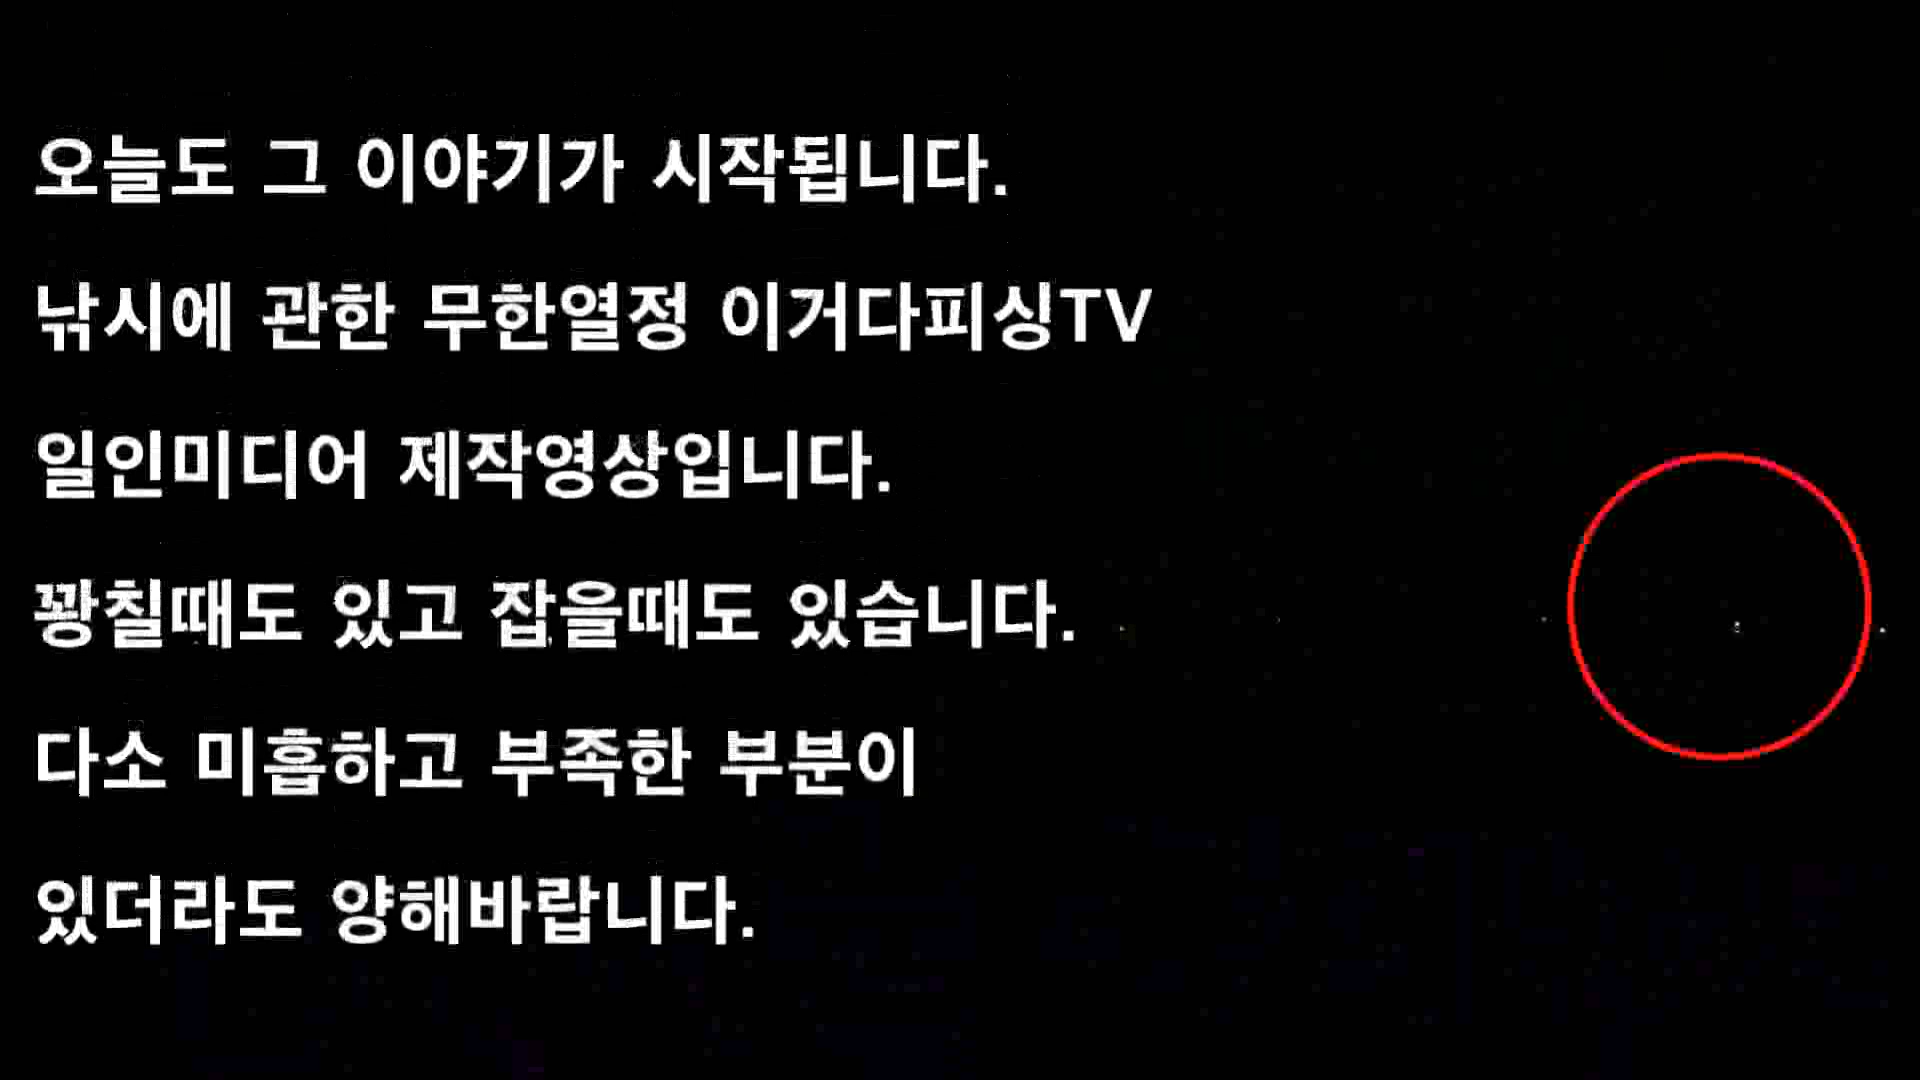 오늘도 그 이야기가 시작됩니다.
낚시에 관한 무한열정 이거다피싱TV
일인미디어 제작영상입니다.
꽝칠때도 있고 잡을때도 있습니다.
다소 미흡하고 부족한 부분이
있더라도 양해바랍니다.